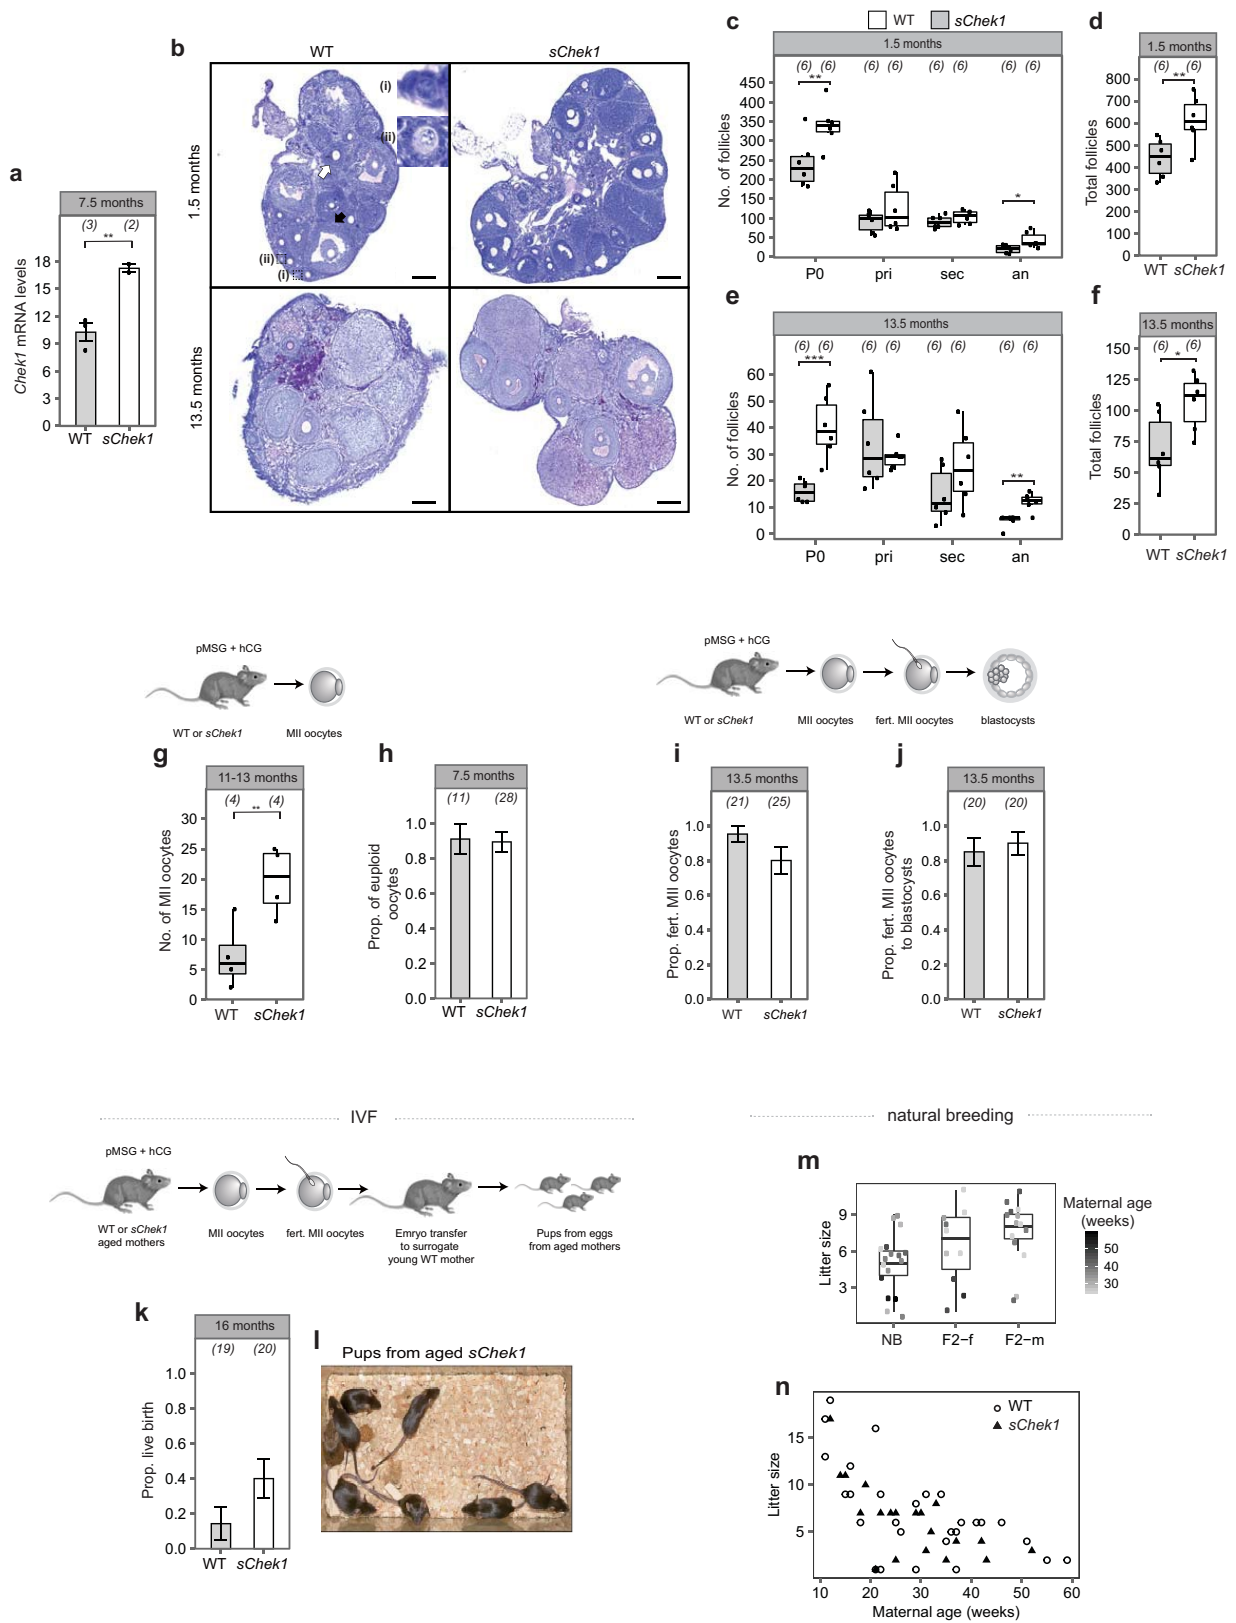 a
7.5 months
(3) (2)
**
18
15
12
9
6
3
0
Chek1 mRNA levels
WT sChek1
b
WT sChek1
1.5 months
13.5 months
(i)
(ii)
(ii)
(i)
WT sChek1
c
1.5 months
(6) (6) (6) (6) (6) (6) (6) (6)
** *
450
400
350
300
250
200
150
100
50
0
No. of follicles
P0 pri sec an
d
1.5 months
(6) (6)
**
800
700
600
500
400
300
200
100
0
Total follicles
WT sChek1
e
13.5 months
(6) (6) (6) (6) (6) (6) (6) (6)
*** **
60
50
40
30
20
10
0
No. of follicles
P0 pri sec an
f
13.5 months
(6) (6)
*
150
125
100
75
50
25
0
Total follicles
WT sChek1
pMSG + hCG
WT or sChek1 MII oocytes
pMSG + hCG
WT or sChek1 MII oocytes fert. MII oocytes blastocysts
g
11-13 months
(4) (4)
**
30
25
20
15
10
5
0
No. of MII oocytes
WT sChek1
h
7.5 months
(11) (28)
1.0
0.8
0.6
0.4
0.2
0.0
Prop. of euploid
oocytes
WT sChek1
i
13.5 months
(21) (25)
1.0
0.8
0.6
0.4
0.2
0.0
Prop. fert. MII oocytes
WT sChek1
j
13.5 months
(20) (20)
1.0
0.8
0.6
0.4
0.2
0.0
Prop. fert. MII oocytes
to blastocysts
WT sChek1
IVF
pMSG + hCG
WT or sChek1
aged mothers
MII oocytes
fert. MII oocytes
Emryo transfer
to surrogate
young WT mother
Pups from eggs
from aged mothers
k
16 months
(19) (20)
1.0
0.8
0.6
0.4
0.2
0.0
Prop. live birth
WT sChek1
l
Pups from aged sChek1
natural breeding
m
9
6
3
Litter size
NB F2−f F2−m
Maternal age
(weeks)
50
40
30
n
WT
sChek1
15
10
5
Litter size
10 20 30 40 50 60
Maternal age (weeks)